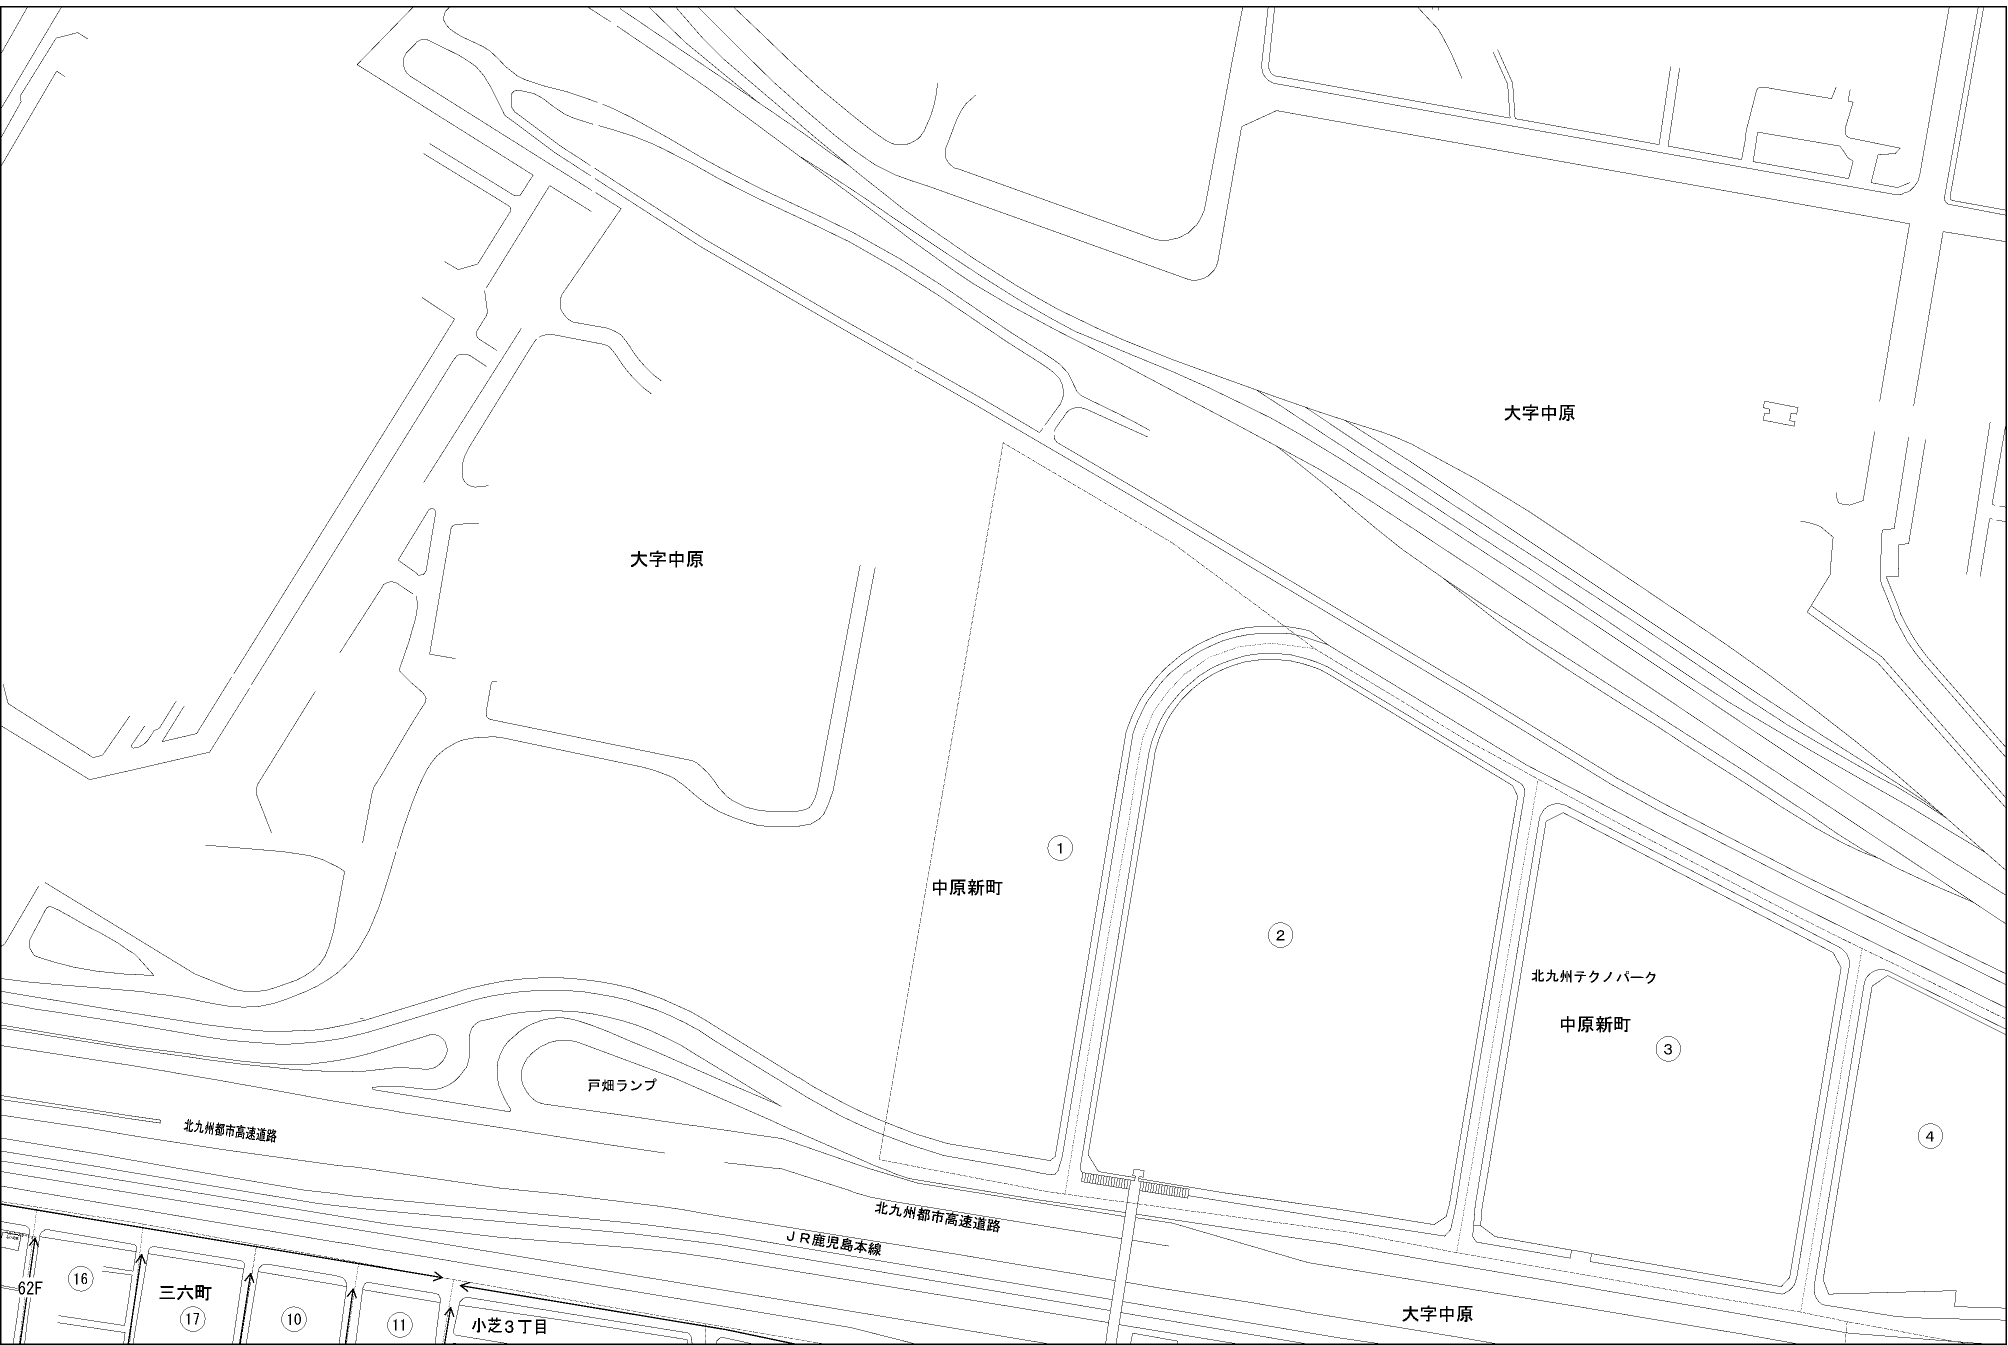 大字中原
大字中原
1
中原新町
2
北九州テクノパーク
中原新町
3
戸畑ランプ
4
北九州都市高速道路
北九州都市高速道路
JR鹿児島本線
62F
16
三六町
17
10
11
小芝3丁目
大字中原